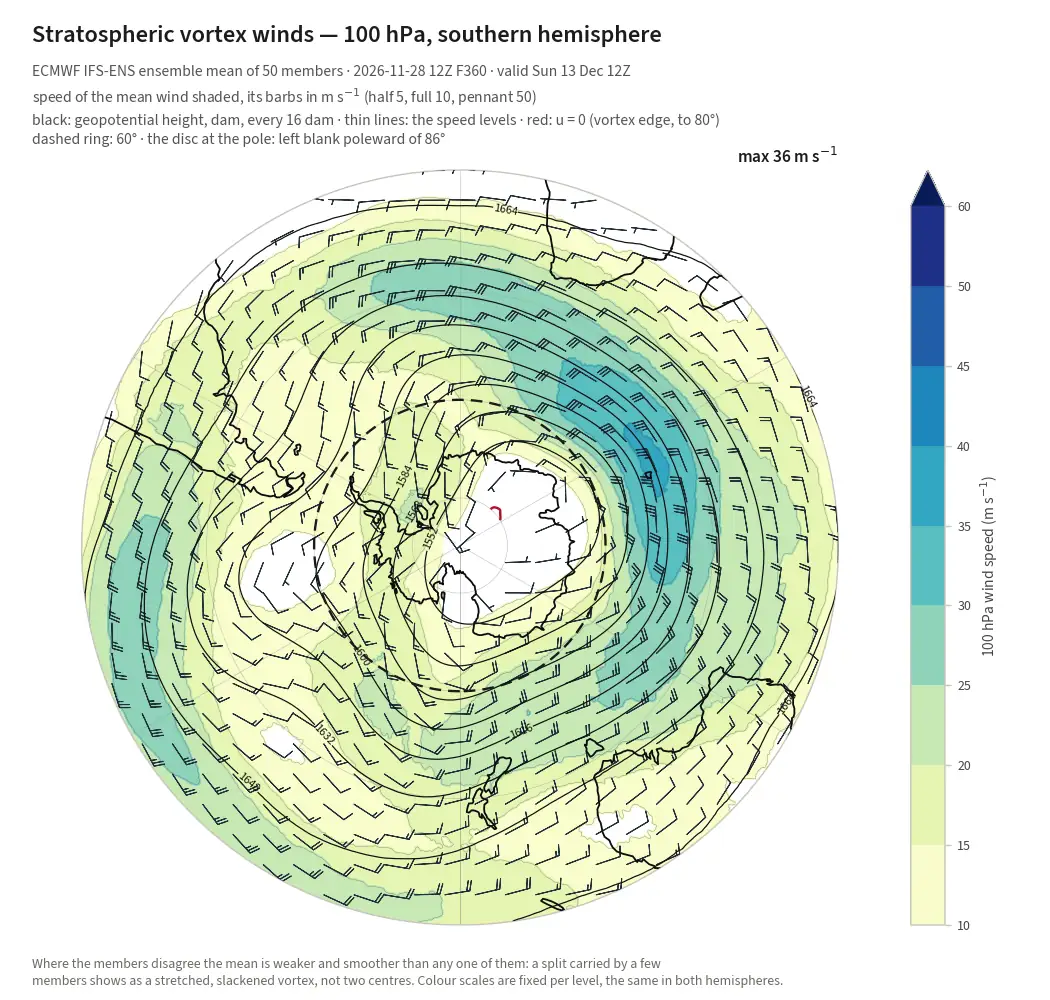 Stratospheric vortex winds — 100 hPa, southern hemisphere
ECMWF IFS-ENS ensemble mean of 50 members · 2026-11-28 12Z F360 · valid Sun 13 Dec 12Z
speed of the mean wind shaded, its barbs in m s⁻¹ (half 5, full 10, pennant 50)
black: geopotential height, dam, every 16 dam · thin lines: the speed levels · red: u = 0 (vortex edge, to 80°)
dashed ring: 60° · the disc at the pole: left blank poleward of 86°
max 36 m s⁻¹
1664
1664
1584
1568
1552
1600
1616
1632
1648
1664
60
50
45
40
35
30
25
20
15
10
100 hPa wind speed (m s⁻¹)
Where the members disagree the mean is weaker and smoother than any one of them: a split carried by a few
members shows as a stretched, slackened vortex, not two centres. Colour scales are fixed per level, the same in both hemispheres.